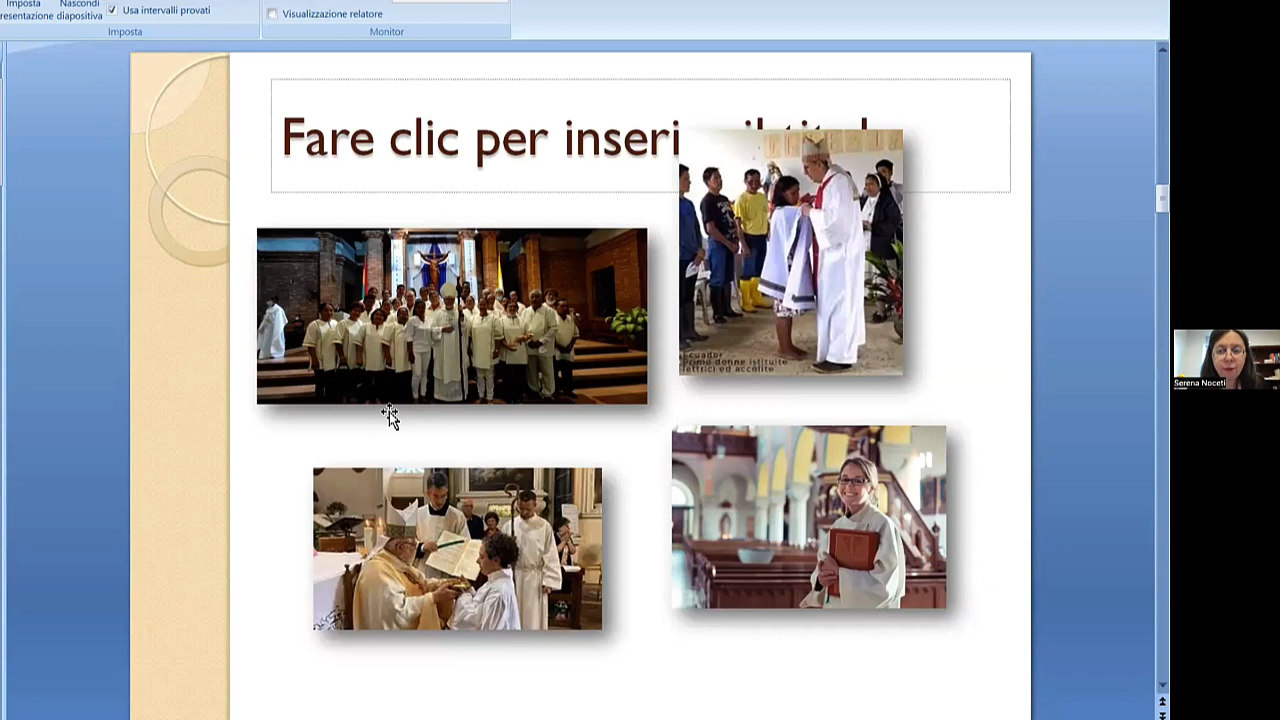 Imposta
resentazione
Nascondi
diapositiva
Usa intervalli provati
Visualizzazione relatore
Imposta
Monitor
Fare clic per inseri
Ecuador
Prime donne istituite
lettrici ed accolite
Serena Noceti